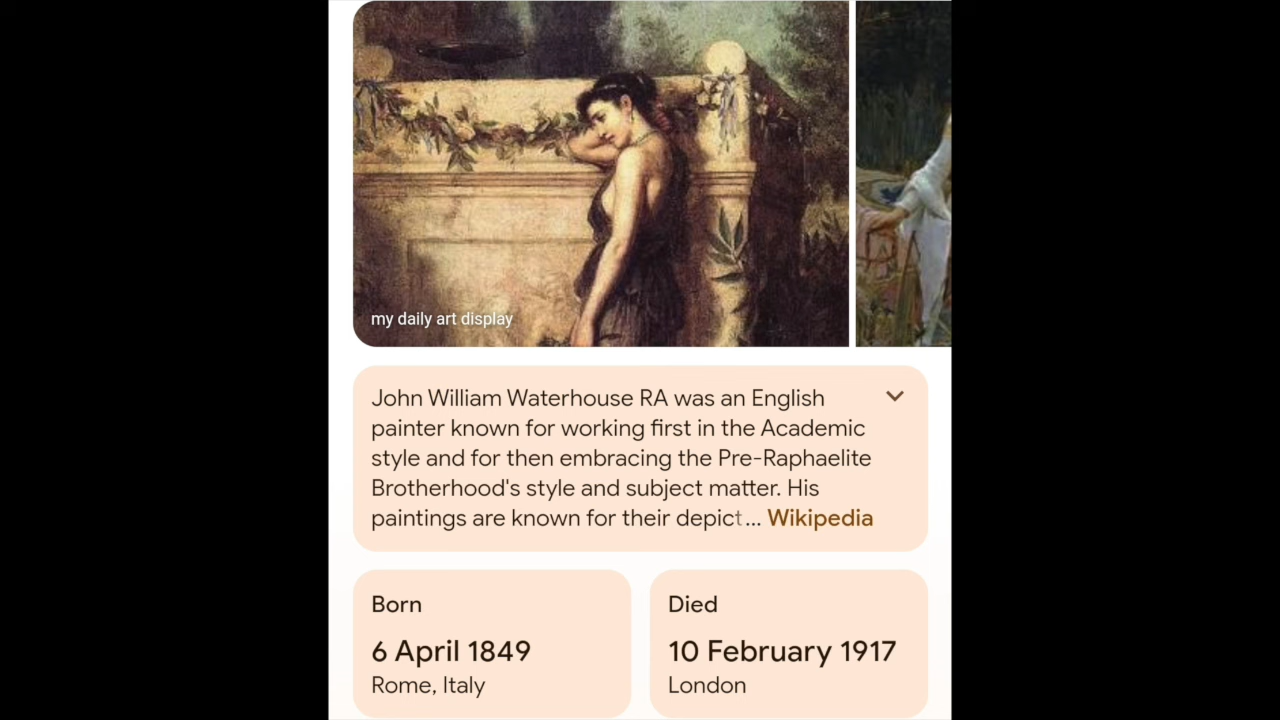 my daily art display
John William Waterhouse RA was an English
painter known for working first in the Academic
style and for then embracing the Pre-Raphaelite
Brotherhood's style and subject matter. His
paintings are known for their depict... Wikipedia
Born
6 April 1849
Rome, Italy
Died
10 February 1917
London